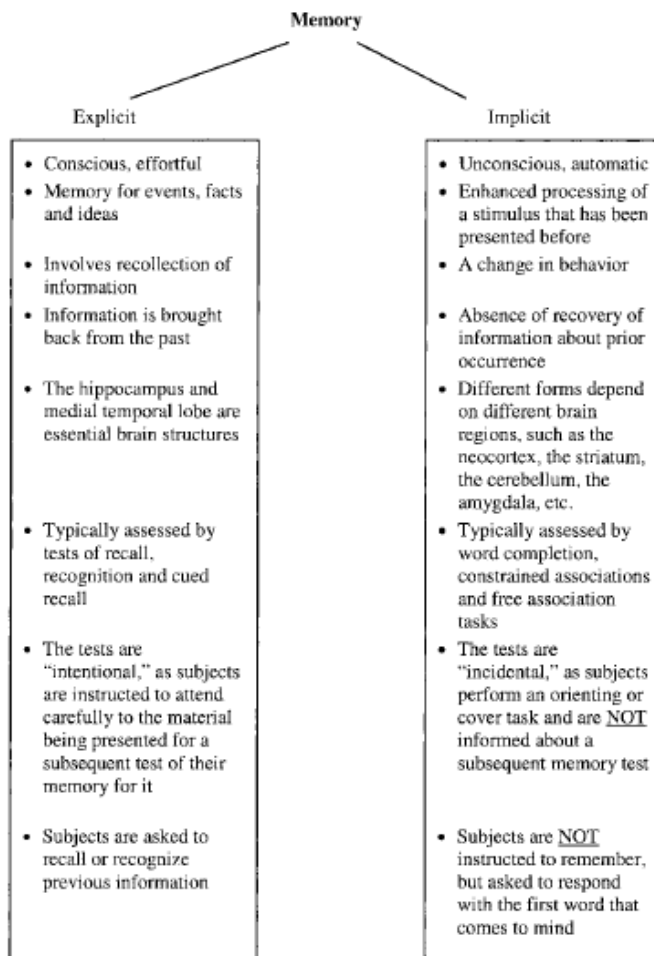 Memory
Explicit
• Conscious, effortful
• Memory for events, facts
and ideas
• Involves recollection of
information
• Information is brought
back from the past
• The hippocampus and
medial temporal lobe are
essential brain structures
• Typically assessed by
tests of recall,
recognition and cued
recall
• The tests are
“intentional,” as subjects
are instructed to attend
carefully to the material
being presented for a
subsequent test of their
memory for it
• Subjects are asked to
recall or recognize
previous information
Implicit
• Unconscious, automatic
• Enhanced processing of
a stimulus that has been
presented before
• A change in behavior
• Absence of recovery of
information about prior
occurrence
• Different forms depend
on different brain
regions, such as the
neocortex, the striatum,
the cerebellum, the
amygdala, etc.
• Typically assessed by
word completion,
constrained associations
and free association
tasks
• The tests are
“incidental,” as subjects
perform an orienting or
cover task and are NOT
informed about a
subsequent memory test
• Subjects are NOT
instructed to remember,
but asked to respond
with the first word that
comes to mind